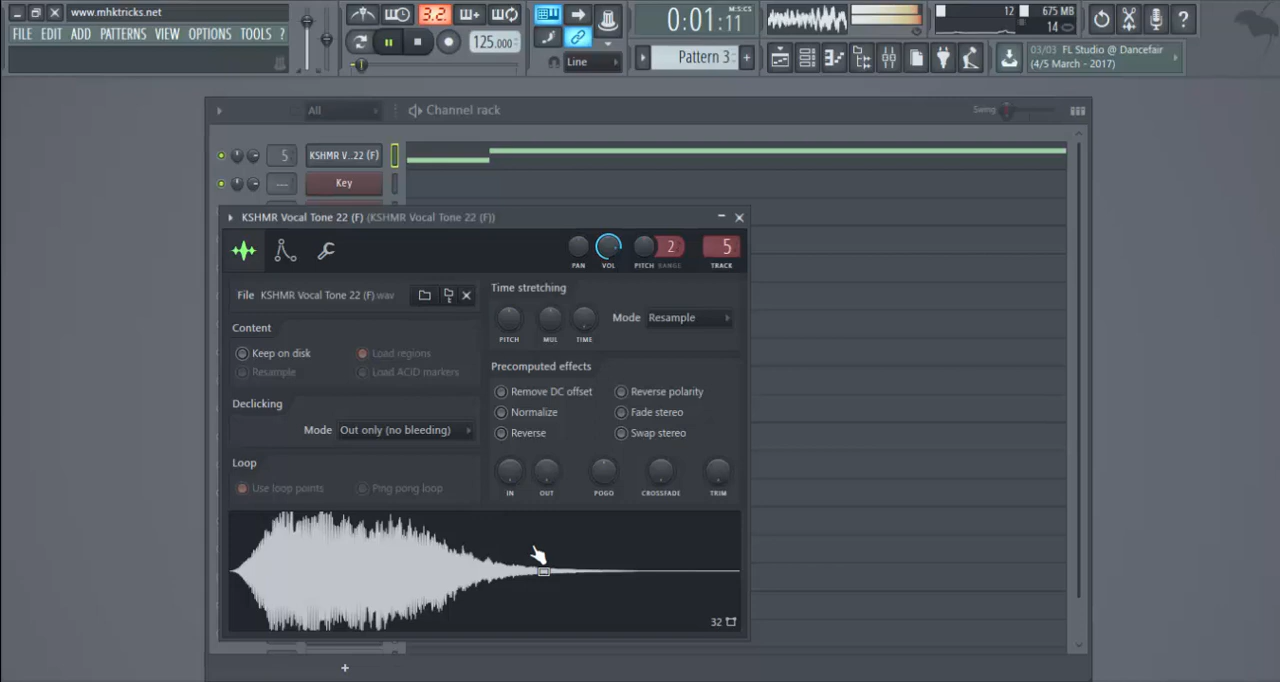 www.mhktricks.net
FILE EDIT ADD PATTERNS VIEW OPTIONS TOOLS ?
3.2.
125.000
Line
0:01:11
M:S:CS
Pattern 3
12
675 MB
14
03/03 FL Studio @ Dancefair
(4/5 March - 2017)
All
Channel rack
Swing
5
KSHMR V..22 (F)
---
Key
KSHMR Vocal Tone 22 (F) (KSHMR Vocal Tone 22 (F))
PAN
VOL
PITCH
2
RANGE
5
TRACK
File KSHMR Vocal Tone 22 (F).wav
Content
Keep on disk
Load regions
Resample
Load ACID markers
Declicking
Mode Out only (no bleeding)
Loop
Use loop points
Ping pong loop
Time stretching
PITCH
MUL
TIME
Mode Resample
Precomputed effects
Remove DC offset
Reverse polarity
Normalize
Fade stereo
Reverse
Swap stereo
IN
OUT
POGO
CROSSFADE
TRIM
32